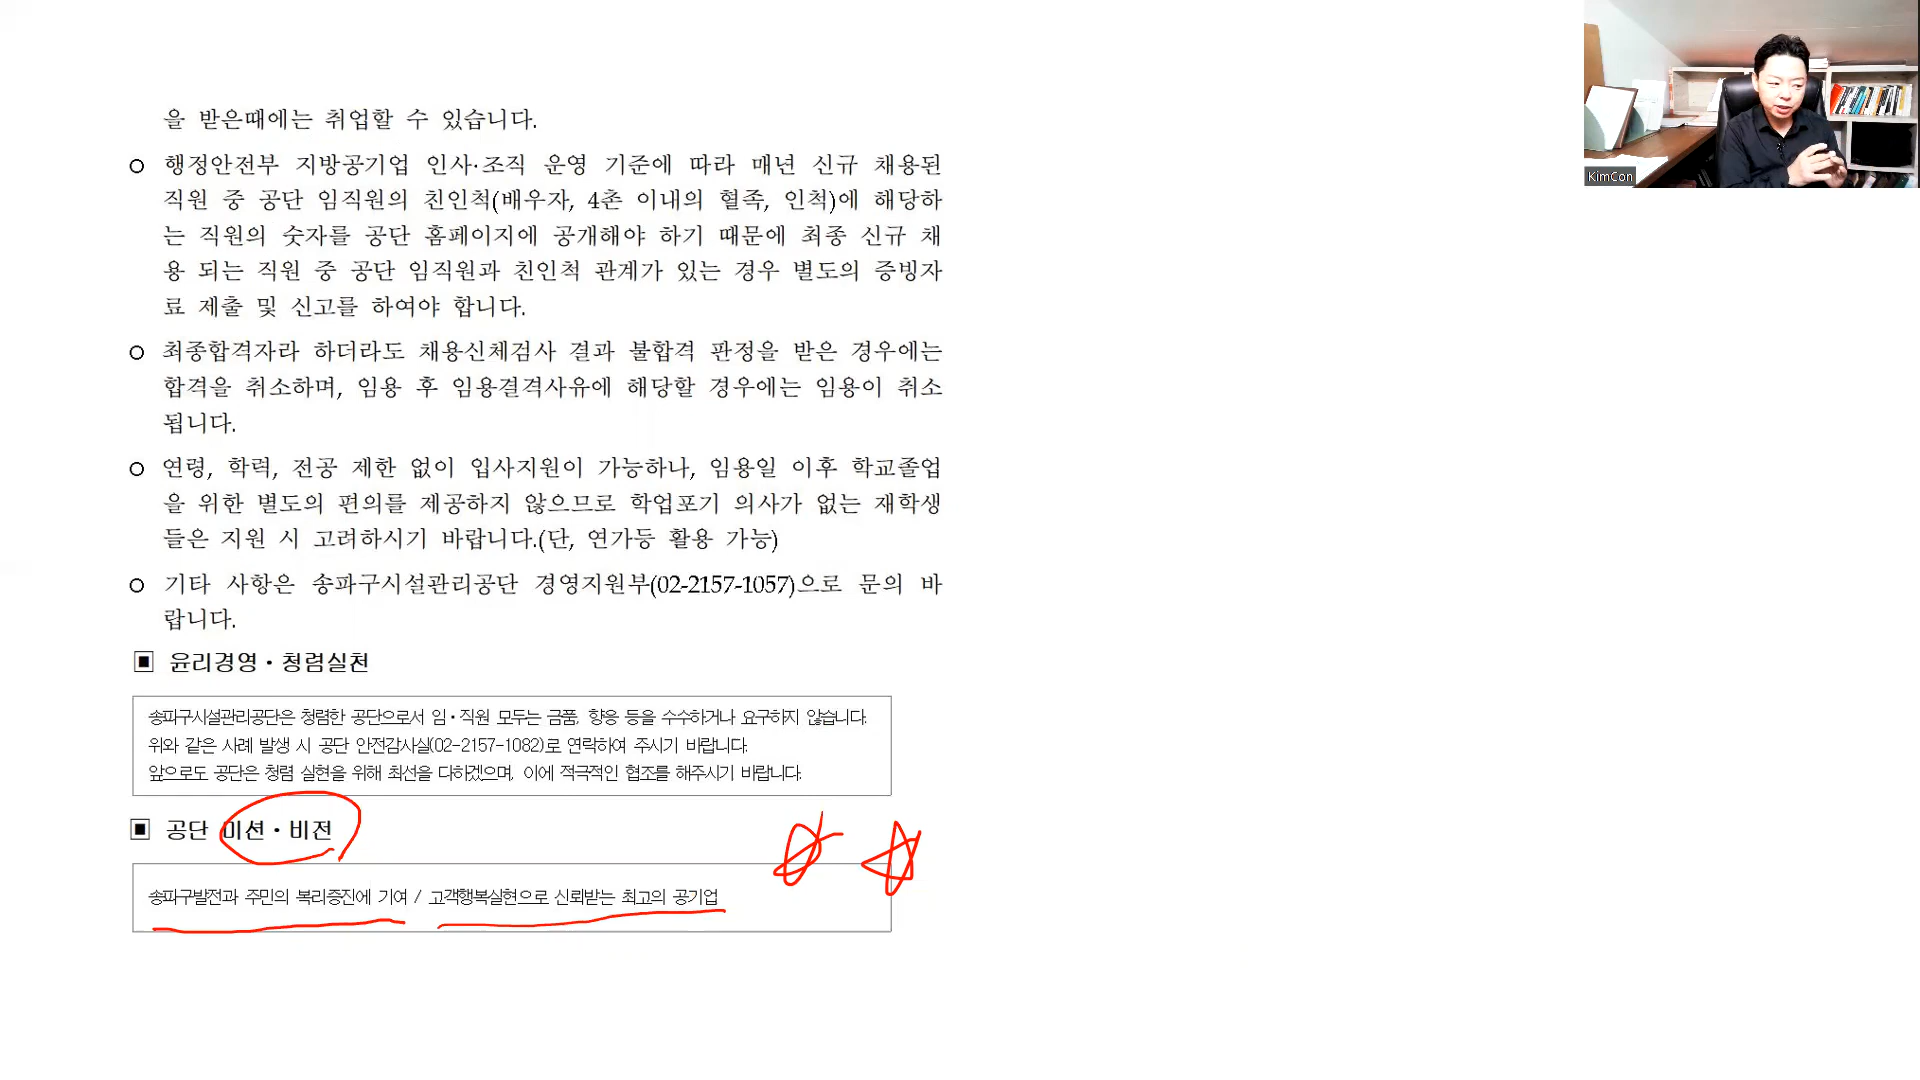 을 받은때에는 취업할 수 있습니다.
○ 행정안전부 지방공기업 인사·조직 운영 기준에 따라 매년 신규 채용된
직원 중 공단 임직원의 친인척(배우자, 4촌 이내의 혈족, 인척)에 해당하
는 직원의 숫자를 공단 홈페이지에 공개해야 하기 때문에 최종 신규 채
용 되는 직원 중 공단 임직원과 친인척 관계가 있는 경우 별도의 증빙자
료 제출 및 신고를 하여야 합니다.
○ 최종합격자라 하더라도 채용신체검사 결과 불합격 판정을 받은 경우에는
합격을 취소하며, 임용 후 임용결격사유에 해당할 경우에는 임용이 취소
됩니다.
○ 연령, 학력, 전공 제한 없이 입사지원이 가능하나, 임용일 이후 학교졸업
을 위한 별도의 편의를 제공하지 않으므로 학업포기 의사가 없는 재학생
들은 지원 시 고려하시기 바랍니다.(단, 연가등 활용 가능)
○ 기타 사항은 송파구시설관리공단 경영지원부(02-2157-1057)으로 문의 바
랍니다.
▣ 윤리경영·청렴실천
송파구시설관리공단은 청렴한 공단으로서 임·직원 모두는 금품, 향응 등을 수수하거나 요구하지 않습니다.
위와 같은 사례 발생 시 공단 안전감사실(02-2157-1082)로 연락하여 주시기 바랍니다.
앞으로도 공단은 청렴 실현을 위해 최선을 다하겠으며, 이에 적극적인 협조를 해주시기 바랍니다.
▣ 공단 미션·비전
송파구발전과 주민의 복리증진에 기여 / 고객행복실현으로 신뢰받는 최고의 공기업
KimCon